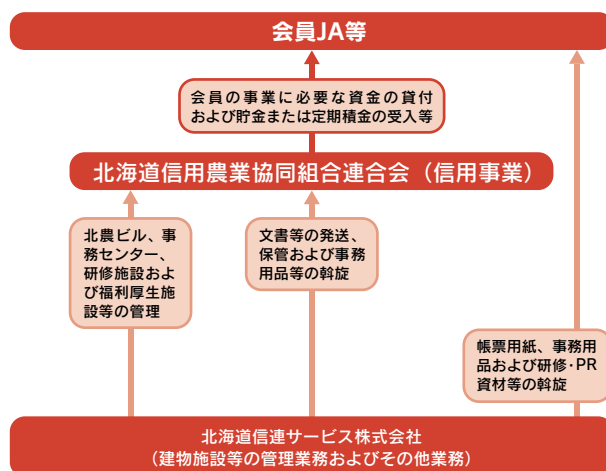 会員JA等
会員の事業に必要な資金の貸付
および貯金または定期積金の受入等
北海道信用農業協同組合連合会（信用事業）
北農ビル、事
務センター、
研修施設およ
び福利厚生施
設等の管理
文書等の発送、
保管および事務
用品等の斡旋
帳票用紙、事務用
品および研修・PR
資材等の斡旋
北海道信連サービス株式会社
（建物施設等の管理業務およびその他業務）